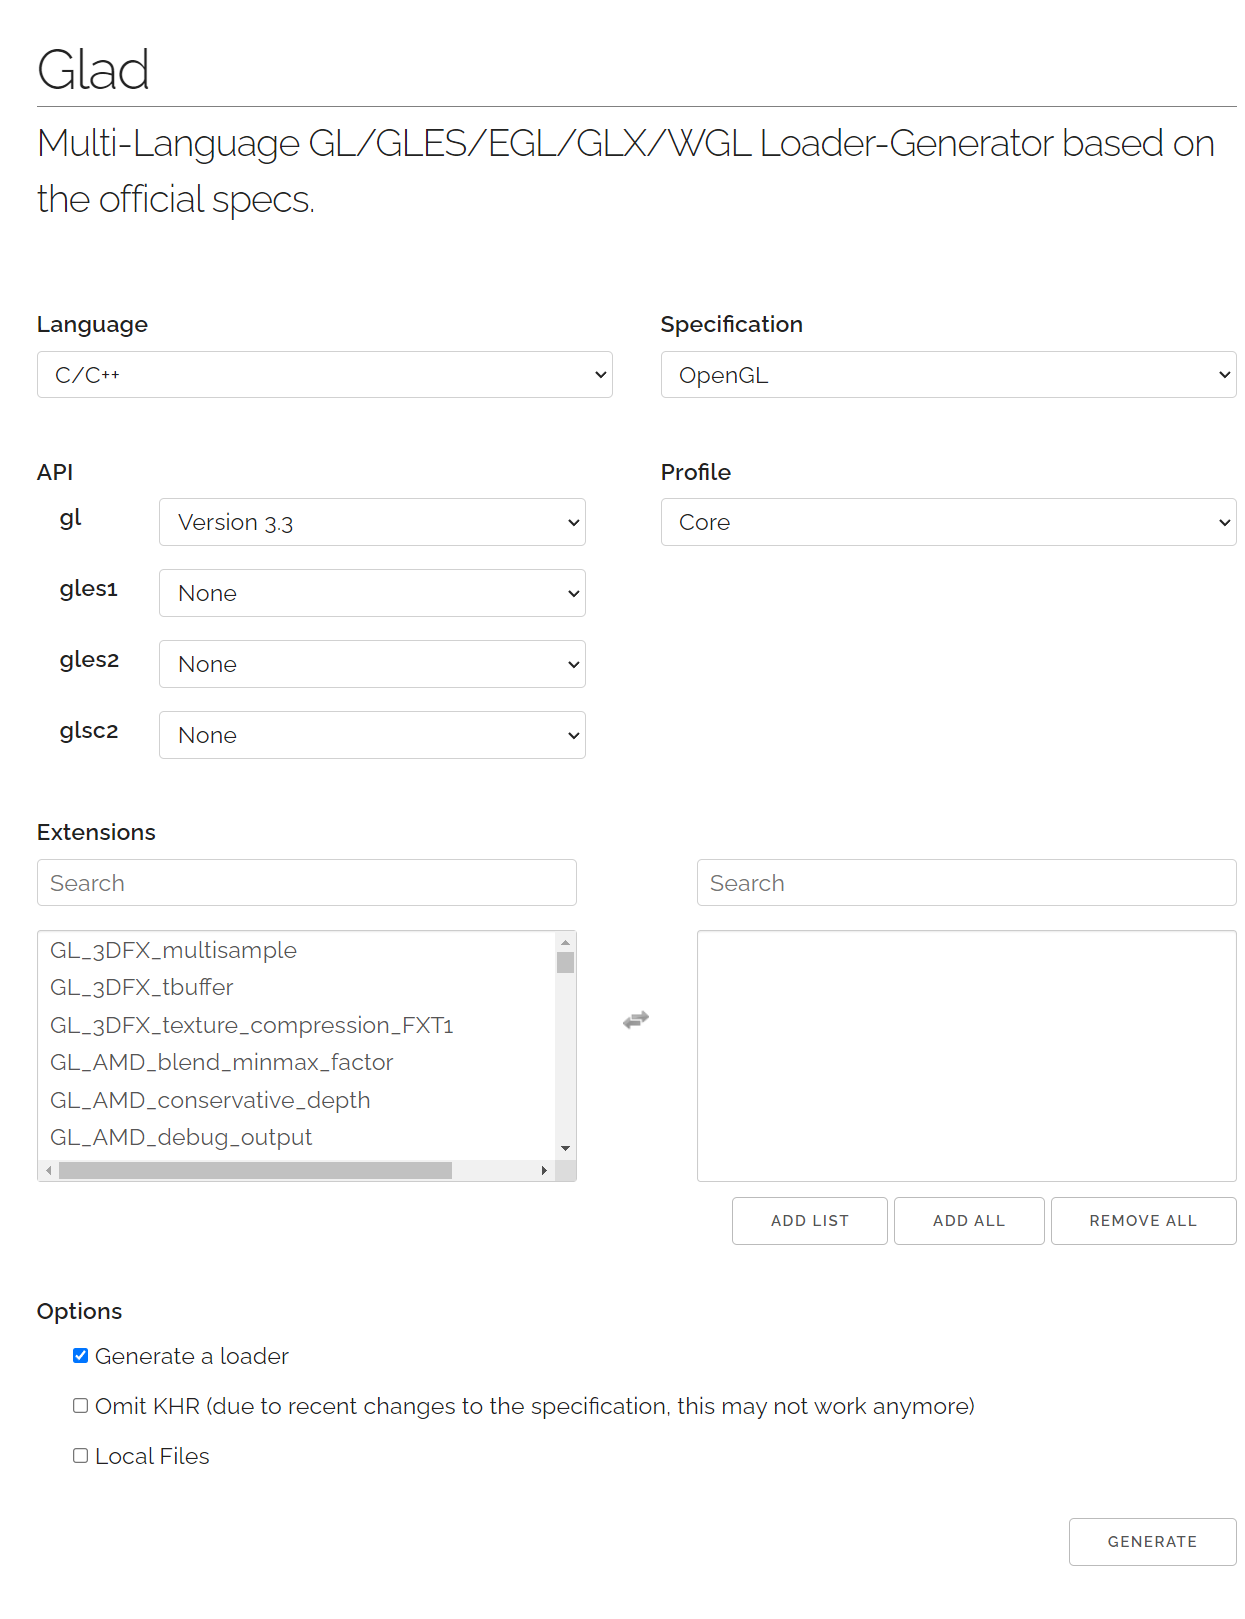 Glad
Multi-Language GL/GLES/EGL/GLX/WGL Loader-Generator based on
the official specs.
Language
Specification
C/C++
OpenGL
API
Profile
gl
Version 3.3
Core
gles1
None
gles2
None
glsc2
None
Extensions
Search
Search
GL_3DFX_multisample
GL_3DFX_tbuffer
GL_3DFX_texture_compression_FXT1
GL_AMD_blend_minmax_factor
GL_AMD_conservative_depth
GL_AMD_debug_output
ADD LIST
ADD ALL
REMOVE ALL
Options
Generate a loader
Omit KHR (due to recent changes to the specification, this may not work anymore)
Local Files
GENERATE